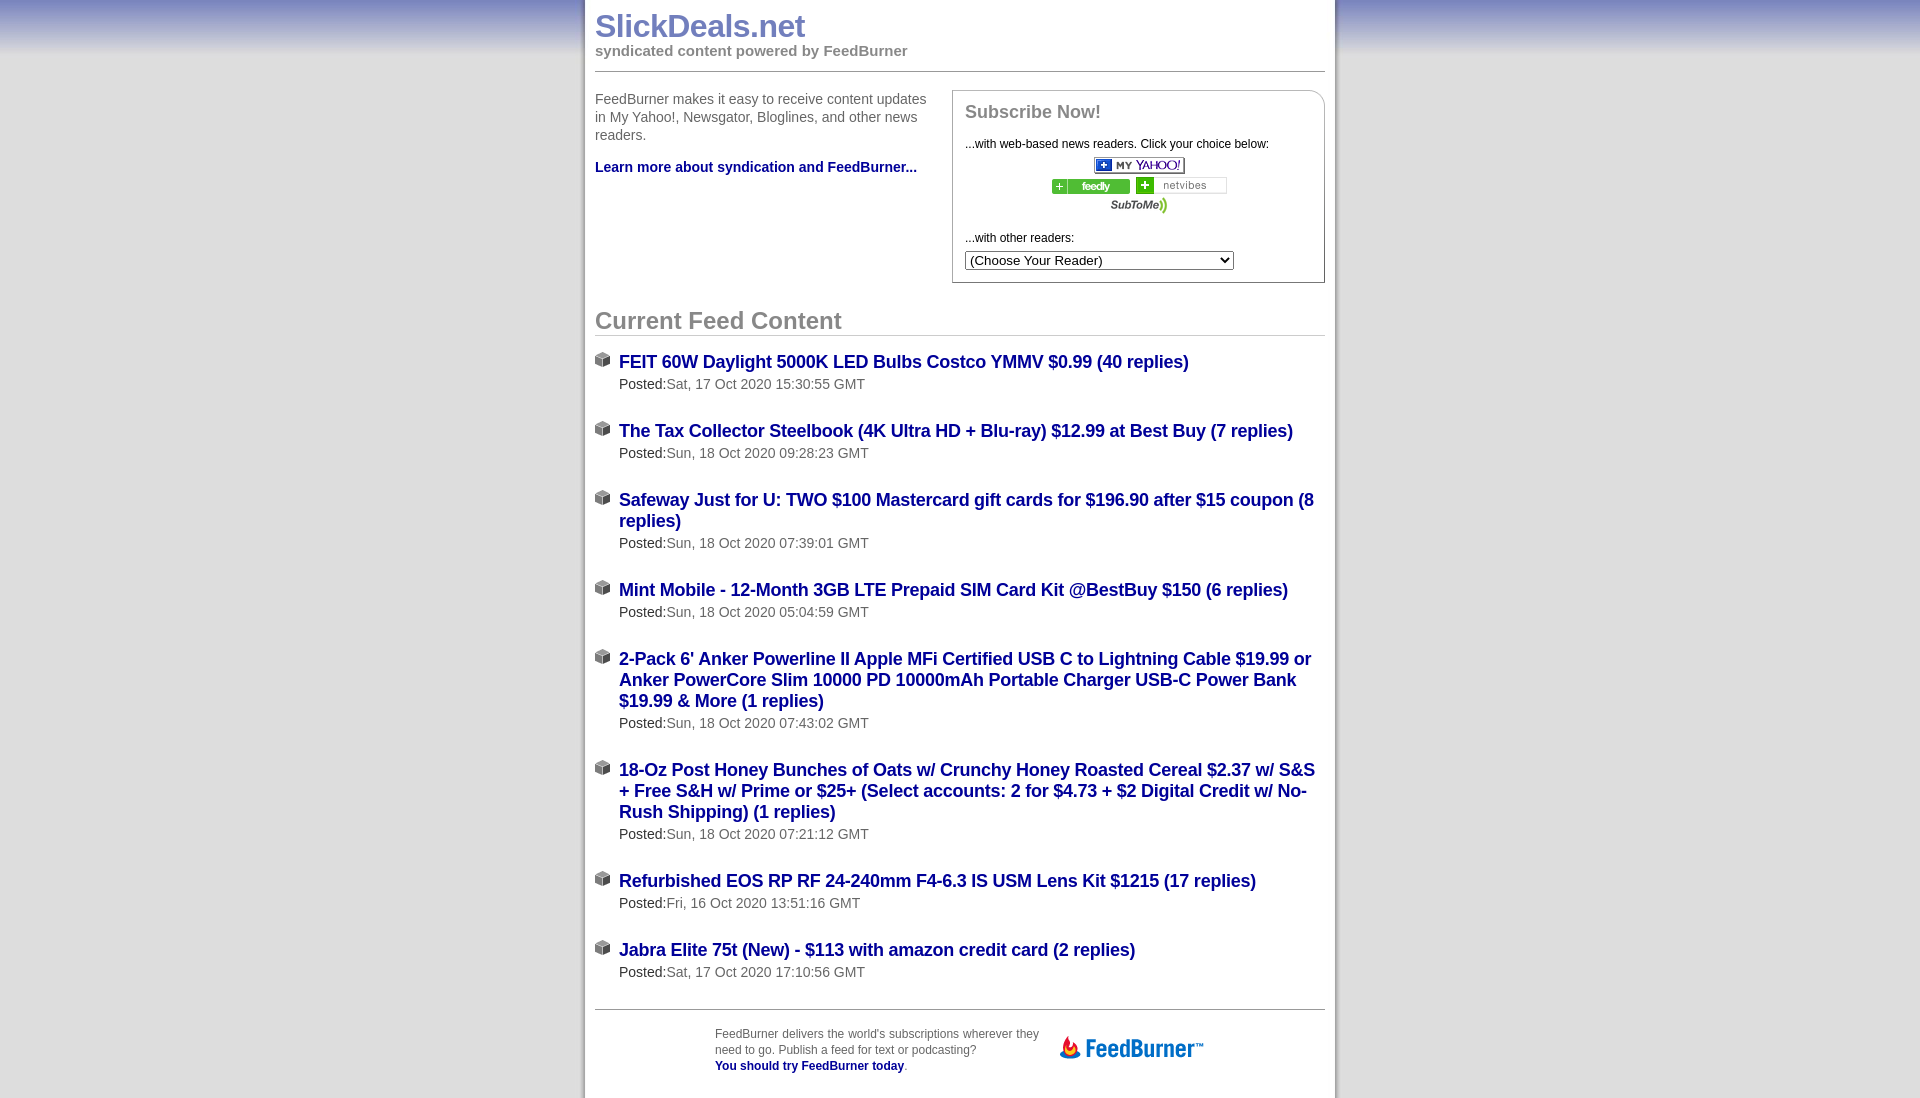 SlickDeals.net
syndicated content powered by FeedBurner
FeedBurner makes it easy to receive content updates
in My Yahoo!, Newsgator, Bloglines, and other news
readers.
Learn more about syndication and FeedBurner...
Subscribe Now!
...with web-based news readers. Click your choice below:
MY YAHOO!
feedly netvibes
SubToMe
...with other readers:
(Choose Your Reader)
Current Feed Content
FEIT 60W Daylight 5000K LED Bulbs Costco YMMV $0.99 (40 replies)
Posted:Sat, 17 Oct 2020 15:30:55 GMT
The Tax Collector Steelbook (4K Ultra HD + Blu-ray) $12.99 at Best Buy (7 replies)
Posted:Sun, 18 Oct 2020 09:28:23 GMT
Safeway Just for U: TWO $100 Mastercard gift cards for $196.90 after $15 coupon (8
replies)
Posted:Sun, 18 Oct 2020 07:39:01 GMT
Mint Mobile - 12-Month 3GB LTE Prepaid SIM Card Kit @BestBuy $150 (6 replies)
Posted:Sun, 18 Oct 2020 05:04:59 GMT
2-Pack 6' Anker Powerline II Apple MFi Certified USB C to Lightning Cable $19.99 or
Anker PowerCore Slim 10000 PD 10000mAh Portable Charger USB-C Power Bank
$19.99 & More (1 replies)
Posted:Sun, 18 Oct 2020 07:43:02 GMT
18-Oz Post Honey Bunches of Oats w/ Crunchy Honey Roasted Cereal $2.37 w/ S&S
+ Free S&H w/ Prime or $25+ (Select accounts: 2 for $4.73 + $2 Digital Credit w/ No-
Rush Shipping) (1 replies)
Posted:Sun, 18 Oct 2020 07:21:12 GMT
Refurbished EOS RP RF 24-240mm F4-6.3 IS USM Lens Kit $1215 (17 replies)
Posted:Fri, 16 Oct 2020 13:51:16 GMT
Jabra Elite 75t (New) - $113 with amazon credit card (2 replies)
Posted:Sat, 17 Oct 2020 17:10:56 GMT
FeedBurner delivers the world's subscriptions wherever they
need to go. Publish a feed for text or podcasting?
You should try FeedBurner today.
FeedBurner™